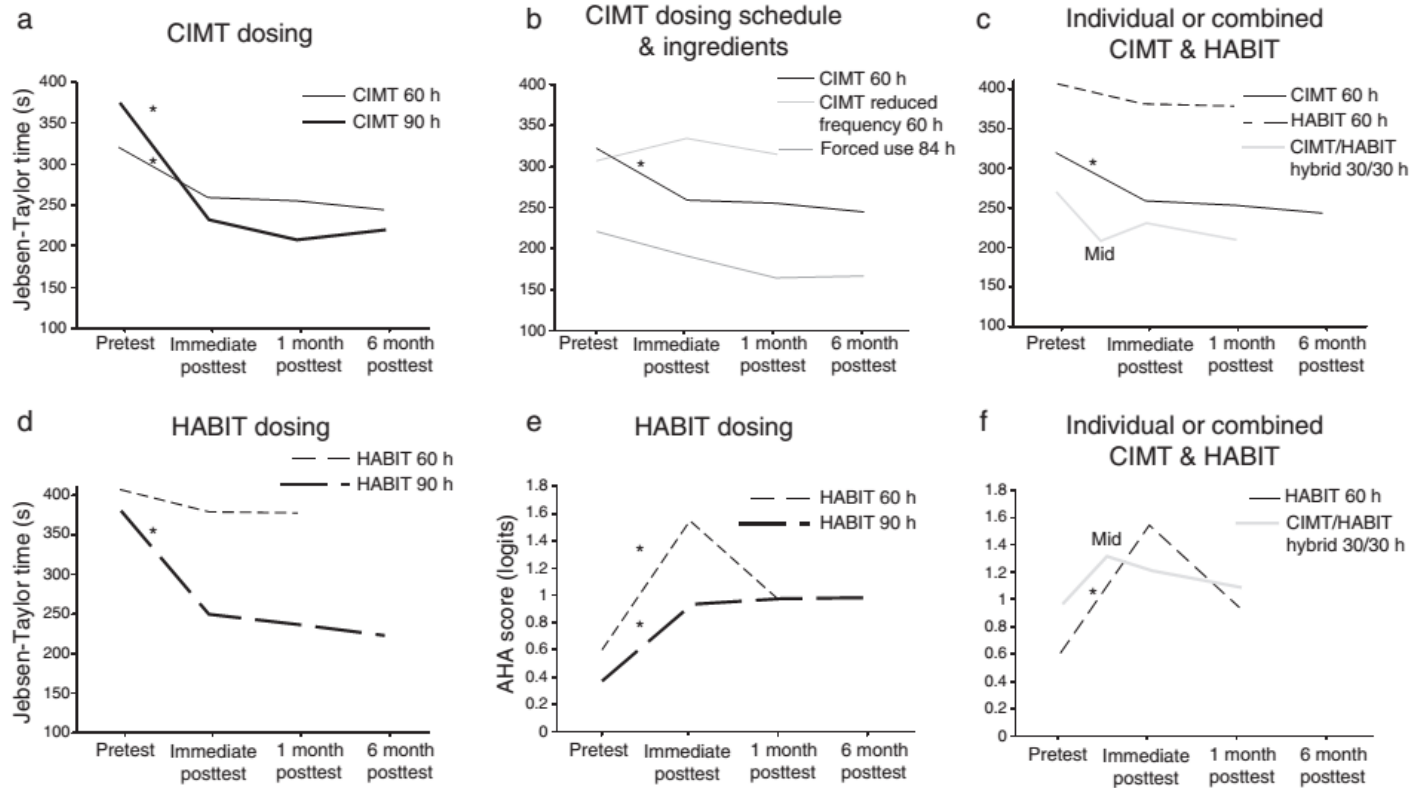 a
CIMT dosing
Jebsen-Taylor time (s)
400
350
300
250
200
150
100
*
*
CIMT 60 h
CIMT 90 h
Pretest
Immediate
posttest
1 month
posttest
6 month
posttest
b
CIMT dosing schedule
& ingredients
400
350
300
250
200
150
100
*
CIMT 60 h
CIMT reduced
frequency 60 h
Forced use 84 h
Pretest
Immediate
posttest
1 month
posttest
6 month
posttest
c
Individual or combined
CIMT & HABIT
400
350
300
250
200
150
100
*
Mid
CIMT 60 h
HABIT 60 h
CIMT/HABIT
hybrid 30/30 h
Pretest
Immediate
posttest
1 month
posttest
6 month
posttest
d
HABIT dosing
Jebsen-Taylor time (s)
400
350
300
250
200
150
100
*
HABIT 60 h
HABIT 90 h
Pretest
Immediate
posttest
1 month
posttest
6 month
posttest
e
HABIT dosing
AHA score (logits)
1.8
1.6
1.4
1.2
1
0.8
0.6
0.4
0.2
0
*
*
HABIT 60 h
HABIT 90 h
Pretest
Immediate
posttest
1 month
posttest
6 month
posttest
f
Individual or combined
CIMT & HABIT
1.8
1.6
1.4
1.2
1
0.8
0.6
0.4
0.2
0
Mid
*
HABIT 60 h
CIMT/HABIT
hybrid 30/30 h
Pretest
Immediate
posttest
1 month
posttest
6 month
posttest